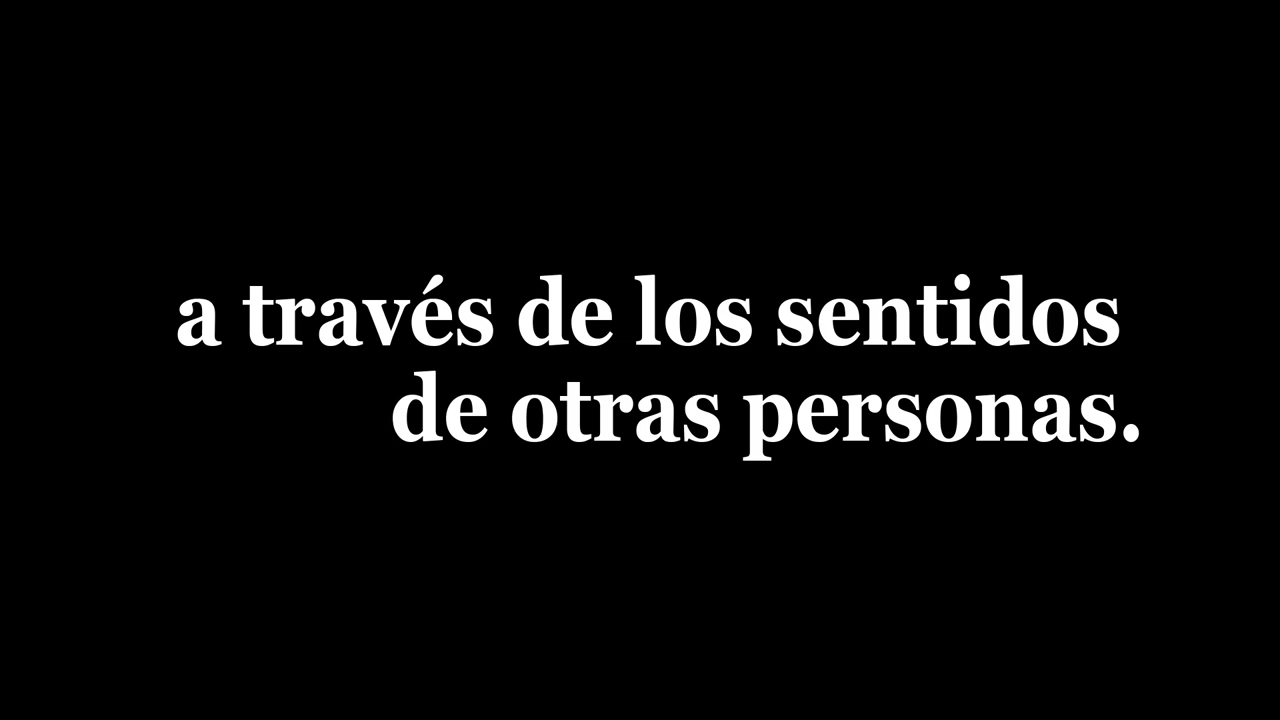 a través de los sentidos
de otras personas.